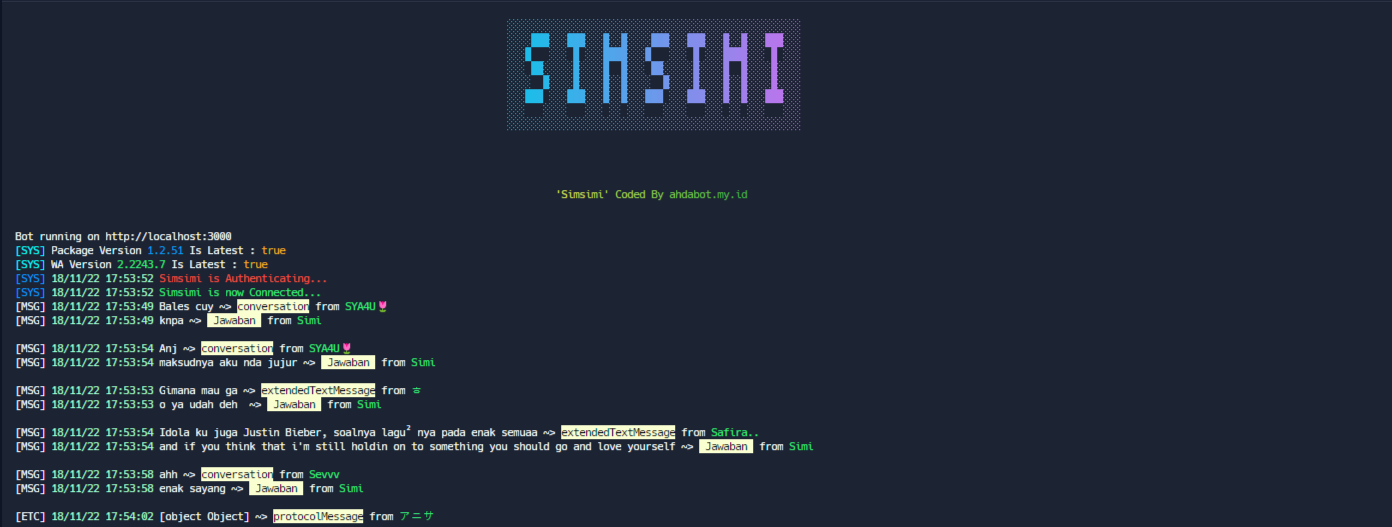 SIMSIMI
'Simsimi' Coded By ahdabot.my.id
Bot running on http://localhost:3000
[SYS] Package Version 1.2.51 Is Latest : true
[SYS] WA Version 2.2243.7 Is Latest : true
[SYS] 18/11/22 17:53:52 Simsimi is Authenticating...
[SYS] 18/11/22 17:53:52 Simsimi is now Connected...
[MSG] 18/11/22 17:53:49 Bales cuy ~> conversation from SYA4U🌷
[MSG] 18/11/22 17:53:49 knpa ~> Jawaban from Simi
[MSG] 18/11/22 17:53:54 Anj ~> conversation from SYA4U🌷
[MSG] 18/11/22 17:53:54 maksudnya aku nda jujur ~> Jawaban from Simi
[MSG] 18/11/22 17:53:53 Gimana mau ga ~> extendedTextMessage from ㅎ
[MSG] 18/11/22 17:53:53 o ya udah deh ~> Jawaban from Simi
[MSG] 18/11/22 17:53:54 Idola ku juga Justin Bieber, soalnya lagu² nya pada enak semuaa ~> extendedTextMessage from Safira..
[MSG] 18/11/22 17:53:54 and if you think that i'm still holdin on to something you should go and love yourself ~> Jawaban from Simi
[MSG] 18/11/22 17:53:58 ahh ~> conversation from Sevvv
[MSG] 18/11/22 17:53:58 enak sayang ~> Jawaban from Simi
[ETC] 18/11/22 17:54:02 [object Object] ~> protocolMessage from アニサ